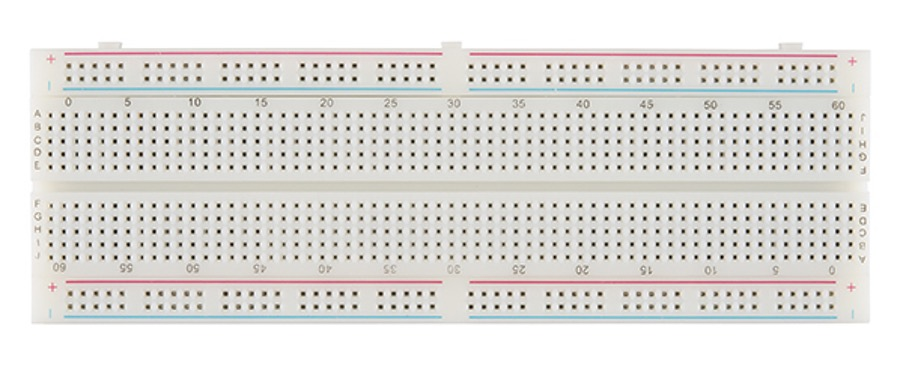 + +
- -
0 5 10 15 20 25 30 35 40 45 50 55 60
A J
B I
C H
D G
E F
F E
G D
H C
I B
J A
60 55 50 45 40 35 30 25 20 15 10 5 0
+ +
- -